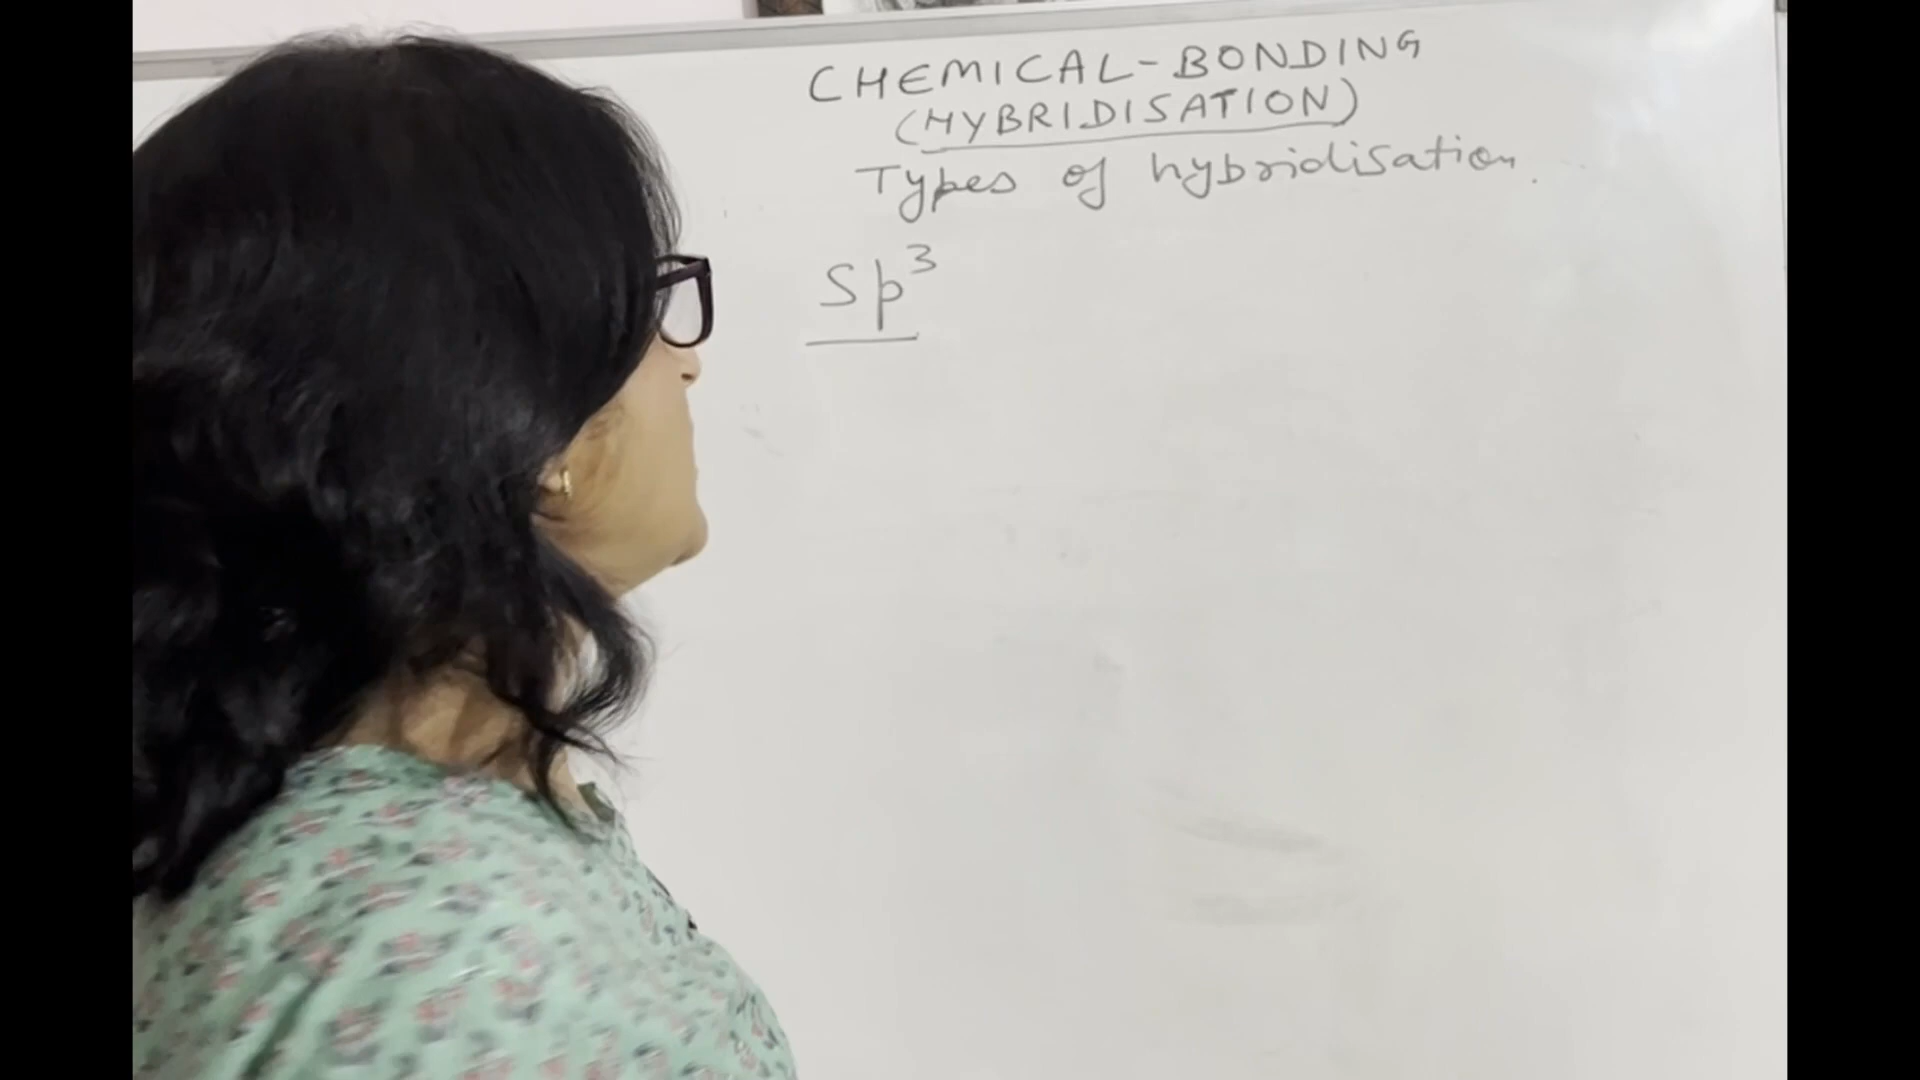 CHEMICAL-BONDING
(HYBRIDISATION)
Types of hybridisation.
Sp³